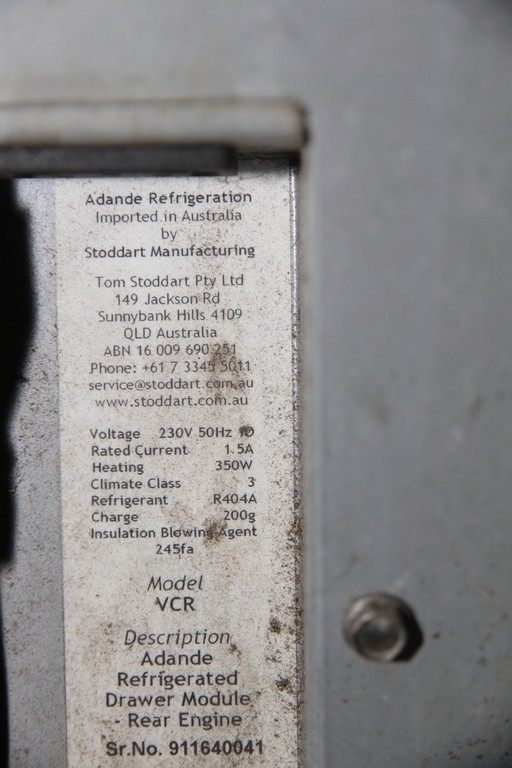 Adande Refrigeration
Imported in Australia
by
Stoddart Manufacturing
Tom Stoddart Pty Ltd
149 Jackson Rd
Sunnybank Hills 4109
QLD Australia
ABN 16 009 690 251
Phone: +61 7 3345 5011
service@stoddart.com.au
www.stoddart.com.au
Voltage 230V 50Hz 1Ø
Rated Current 1.5A
Heating 350W
Climate Class 3
Refrigerant R404A
Charge 200g
Insulation Blowing Agent
245fa
Model
VCR
Description
Adande
Refrigerated
Drawer Module
- Rear Engine
Sr.No. 911640041